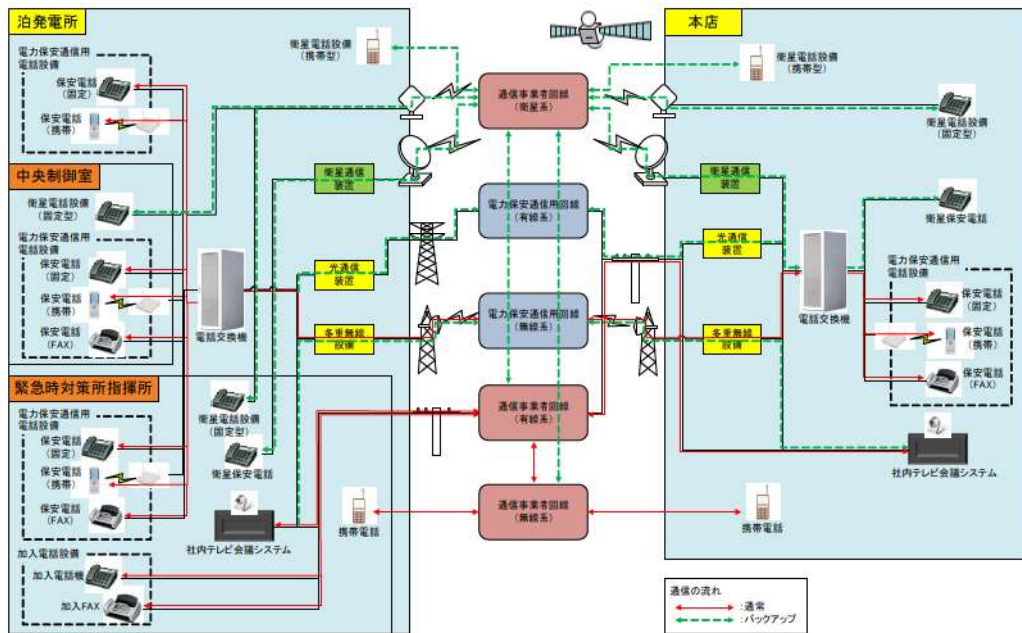 泊発電所
電力保安通信用
電話設備
保安電話
(固定)
保安電話
(携帯)
中央制御室
衛星電話設備
(固定型)
電力保安通信用
電話設備
保安電話
(固定)
保安電話
(携帯)
保安電話
(FAX)
電話交換機
緊急時対策所指揮所
電力保安通信用
電話設備
保安電話
(固定)
保安電話
(携帯)
保安電話
(FAX)
加入電話設備
加入電話機
加入FAX
衛星電話設備
(固定型)
衛星保安電話
社内テレビ会議システム
衛星通信
装置
光通信
装置
多重無線
設備
衛星電話設備
(携帯型)
携帯電話
通信事業者回線
(衛星系)
電力保安通信用回線
(有線系)
電力保安通信用回線
(無線系)
通信事業者回線
(有線系)
通信事業者回線
(無線系)
本店
衛星電話設備
(携帯型)
衛星電話設備
(固定型)
衛星通信
装置
光通信
装置
多重無線
設備
衛星保安電話
電話交換機
電力保安通信用
電話設備
保安電話
(固定)
保安電話
(携帯)
保安電話
(FAX)
社内テレビ会議システム
携帯電話
通信の流れ
:通常
:バックアップ